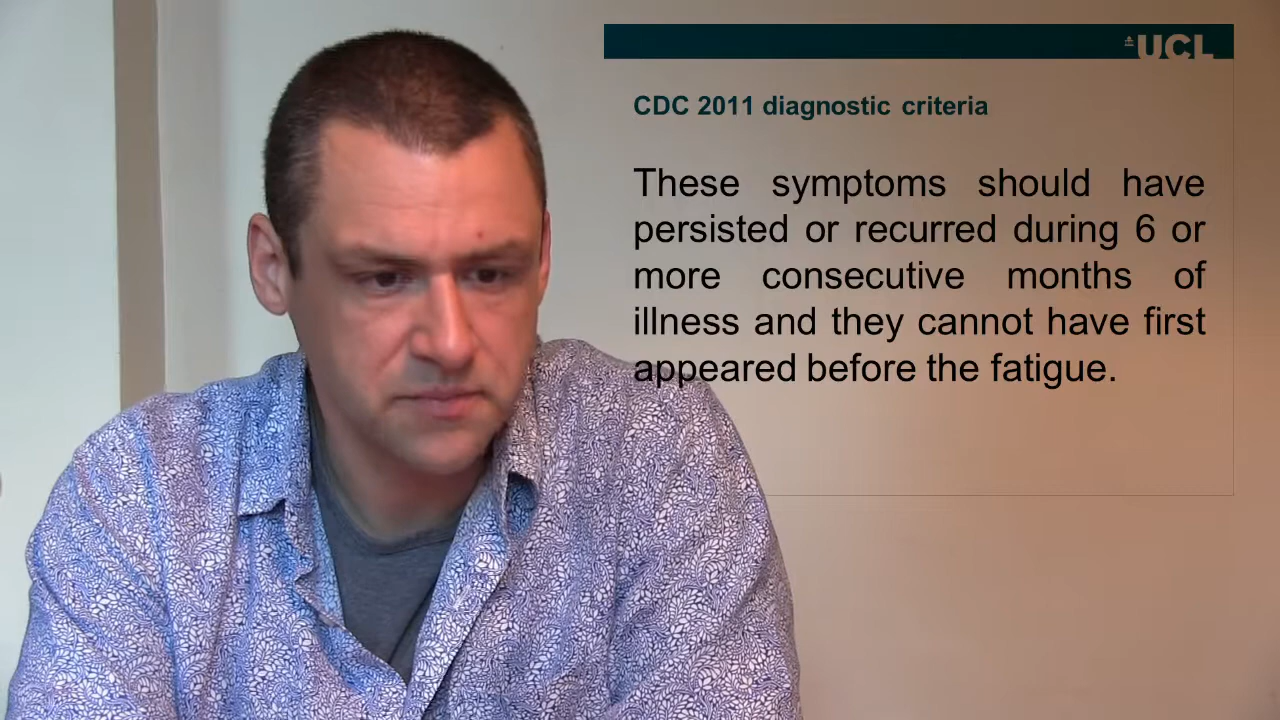 UCL
CDC 2011 diagnostic criteria
These symptoms should have
persisted or recurred during 6 or
more consecutive months of
illness and they cannot have first
appeared before the fatigue.